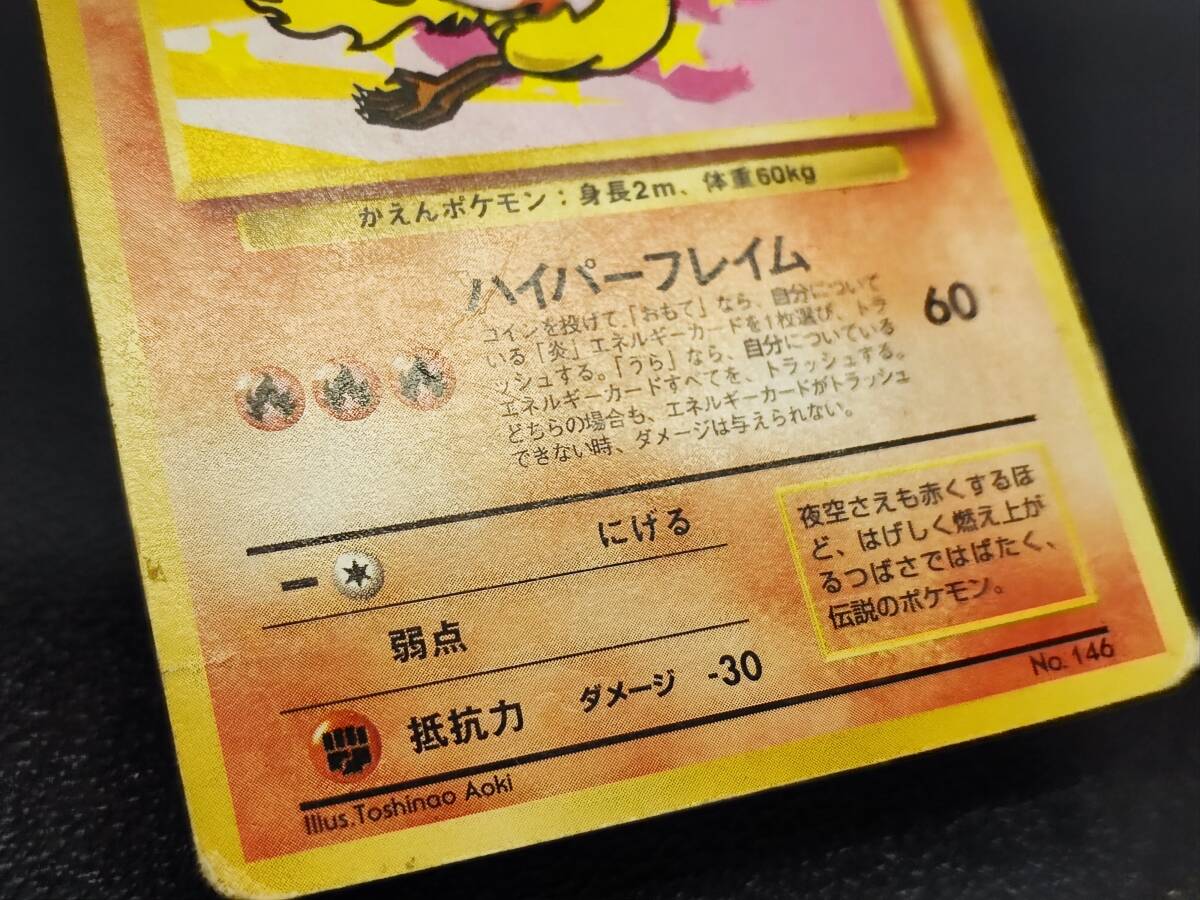 かえんポケモン：身長2m、体重60kg
ハイパーフレイム
60
コインを投げて「おもて」なら、自分について
いる「炎」エネルギーカードを1枚選び、トラ
ッシュする。「うら」なら、自分についている
エネルギーカードすべてを、トラッシュする。
どちらの場合も、エネルギーカードがトラッシュ
できない時、ダメージは与えられない。
にげる
弱点
抵抗力 ダメージ -30
夜空さえも赤くするほ
ど、はげしく燃え上が
るつばさではばたく、
伝説のポケモン。
Illus.Toshinao Aoki
No. 146